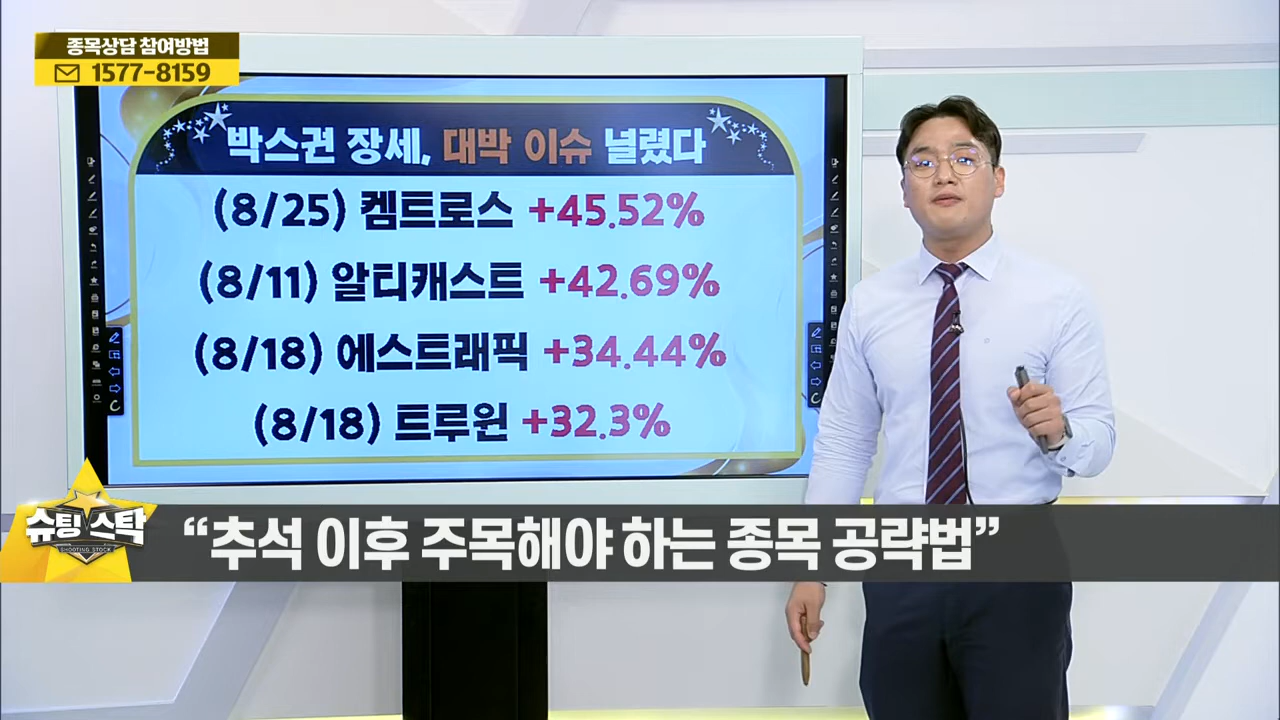 종목상담 참여방법
1577-8159
박스권 장세, 대박 이슈 널렸다
(8/25) 켐트로스 +45.52%
(8/11) 알티캐스트 +42.69%
(8/18) 에스트래픽 +34.44%
(8/18) 트루윈 +32.3%
슈팅스탁
SHOOTING STOCK
“추석 이후 주목해야 하는 종목 공략법”